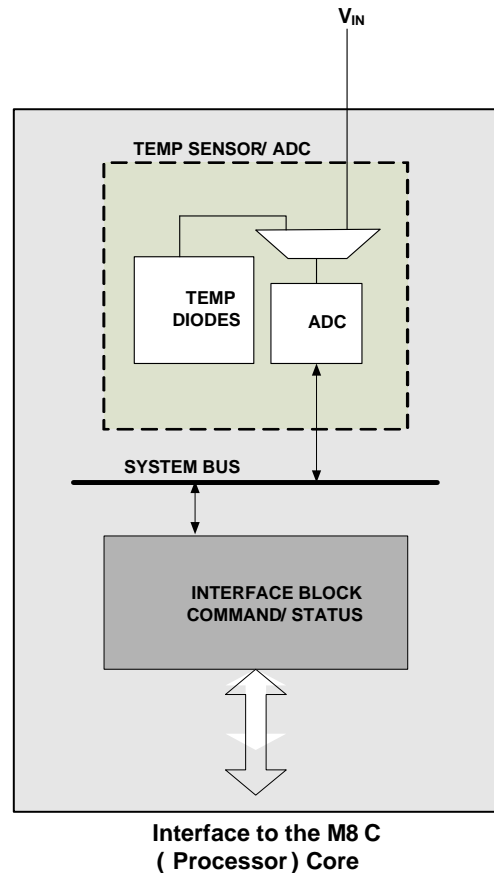 VIN
TEMP SENSOR/ ADC
TEMP
DIODES
ADC
SYSTEM BUS
INTERFACE BLOCK
COMMAND/ STATUS
Interface to the M8 C
( Processor ) Core